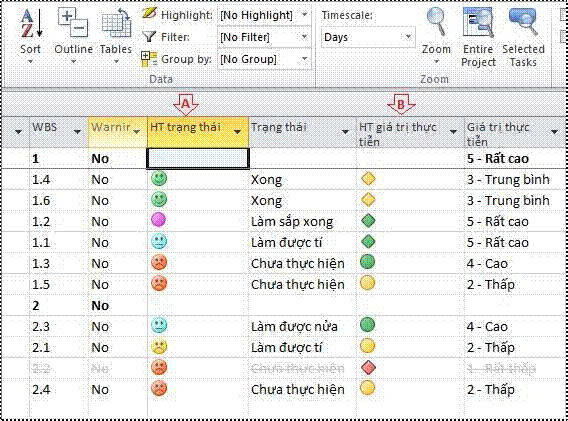 Highlight: [No Highlight] Timescale:
Filter: [No Filter] Days
Sort Outline Tables Group by: [No Group] Zoom Entire Project Selected Tasks
Data Zoom
A B
WBS Warnir HT trạng thái Trạng thái HT giá trị thực tiễn Giá trị thực tiễn
1 No 5 - Rất cao
1.4 No Xong 3 - Trung bình
1.6 No Xong 3 - Trung bình
1.2 No Làm sắp xong 5 - Rất cao
1.1 No Làm được tí 5 - Rất cao
1.3 No Chưa thực hiện 4 - Cao
1.5 No Chưa thực hiện 2 - Thấp
2 No
2.3 No Làm được nửa 4 - Cao
2.1 No Làm được tí 2 - Thấp
2.2 No Chưa thực hiện 1 - Rất thấp
2.4 No Chưa thực hiện 2 - Thấp